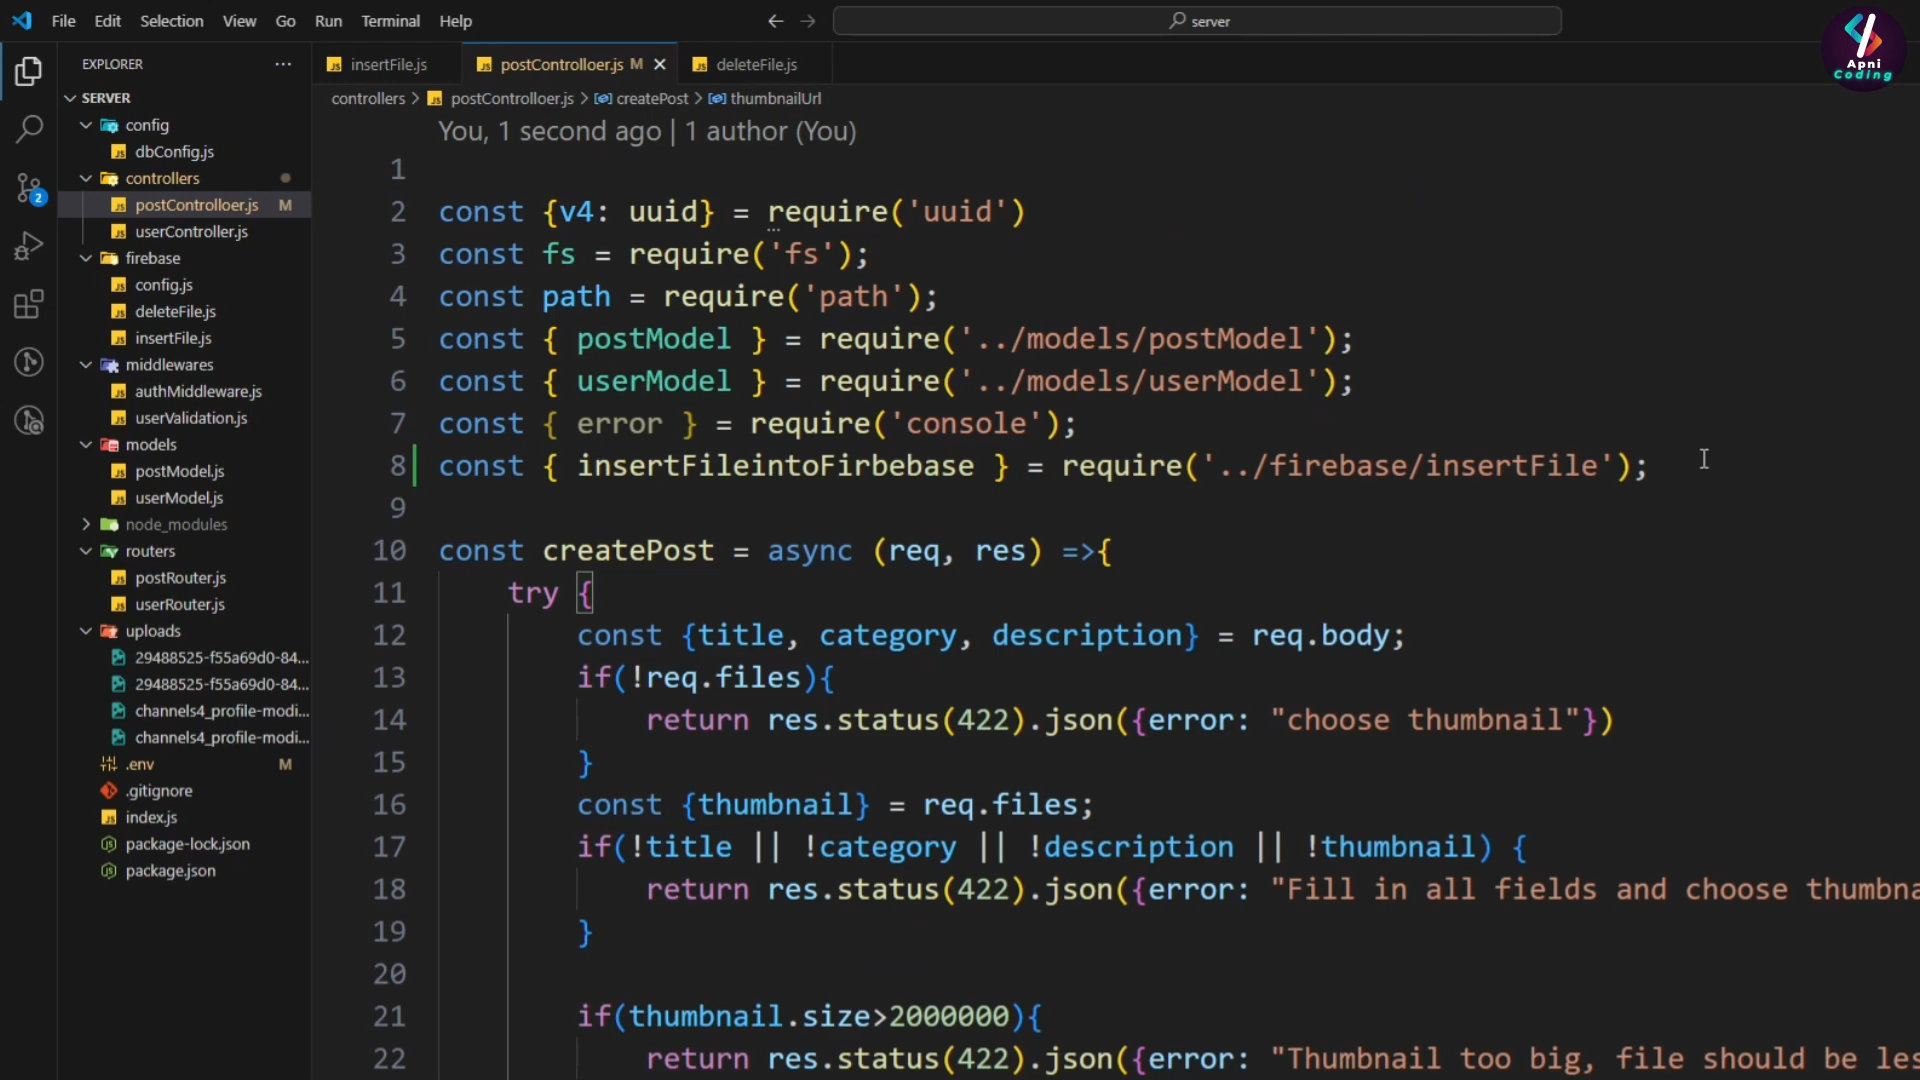 File Edit Selection View Go Run Terminal Help
server
Apni
Coding
EXPLORER
SERVER
config
dbConfig.js
controllers
postControlloer.js M
userController.js
firebase
config.js
deleteFile.js
insertFile.js
middlewares
authMiddleware.js
userValidation.js
models
postModel.js
userModel.js
node_modules
routers
postRouter.js
userRouter.js
uploads
29488525-f55a69d0-84...
29488525-f55a69d0-84...
channels4_profile-modi...
channels4_profile-modi...
.env M
.gitignore
index.js
package-lock.json
package.json
2
insertFile.js
postControlloer.js M
deleteFile.js
controllers > postControlloer.js > createPost > thumbnailUrl
You, 1 second ago | 1 author (You)
1
2 const {v4: uuid} = require('uuid')
3 const fs = require('fs');
4 const path = require('path');
5 const { postModel } = require('../models/postModel');
6 const { userModel } = require('../models/userModel');
7 const { error } = require('console');
8 const { insertFileintoFirbebase } = require('../firebase/insertFile');
9
10 const createPost = async (req, res) =>{
11 try {
12 const {title, category, description} = req.body;
13 if(!req.files){
14 return res.status(422).json({error: "choose thumbnail"})
15 }
16 const {thumbnail} = req.files;
17 if(!title || !category || !description || !thumbnail) {
18 return res.status(422).json({error: "Fill in all fields and choose thumbna
19 }
20
21 if(thumbnail.size>2000000){
22 return res.status(422).json({error: "Thumbnail too big, file should be les